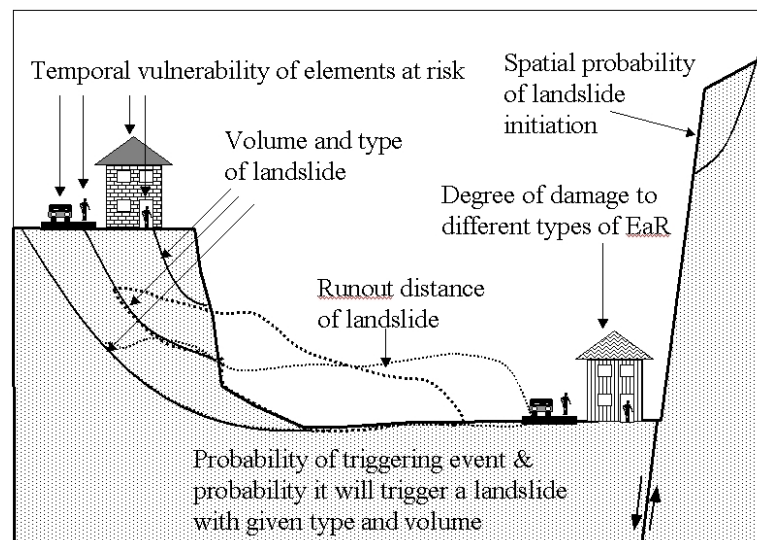 Temporal vulnerability of elements at risk
Spatial probability
of landslide
initiation
Volume and type
of landslide
Degree of damage to
different types of EaR
Runout distance
of landslide
Probability of triggering event &
probability it will trigger a landslide
with given type and volume